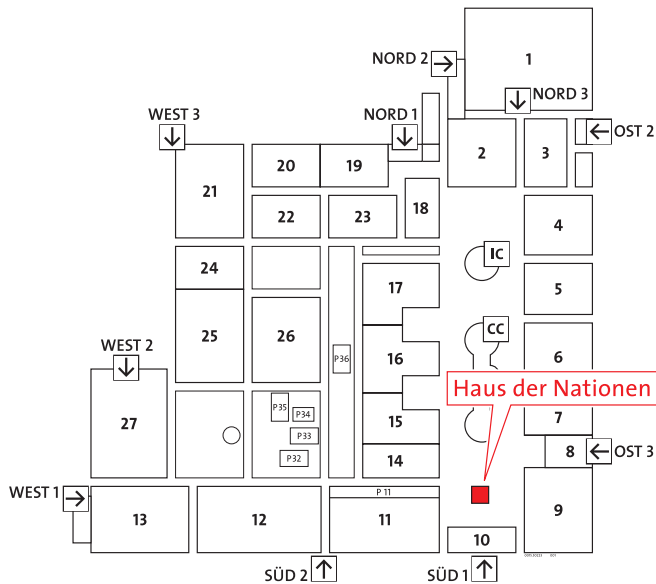 1
NORD 2
NORD 3
WEST 3
NORD 1
OST 2
2
3
20
19
21
22
23
18
4
IC
24
17
5
25
26
CC
P36
16
6
WEST 2
Haus der Nationen
P35
P34
27
15
7
P33
P32
14
8
OST 3
WEST 1
P 11
13
12
11
9
10
SÜD 2
SÜD 1